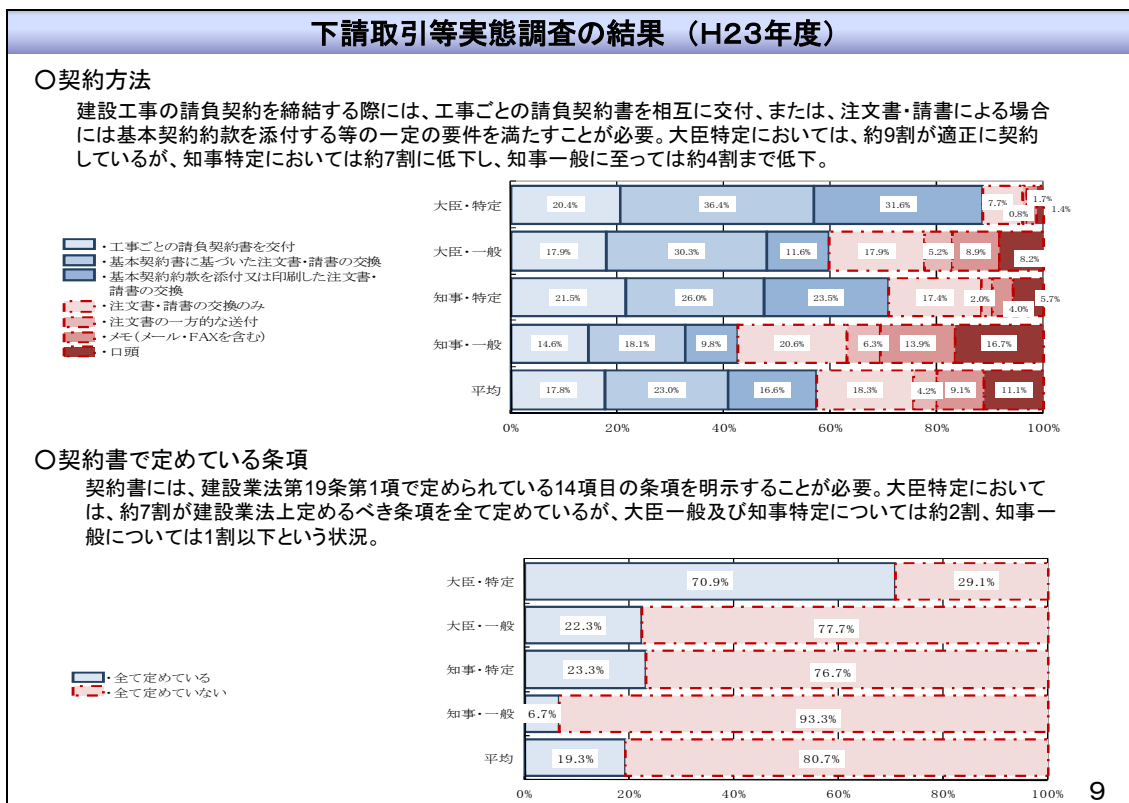 下請取引等実態調査の結果 （H23年度）
○契約方法
建設工事の請負契約を締結する際には、工事ごとの請負契約書を相互に交付、または、注文書・請書による場合
には基本契約約款を添付する等の一定の要件を満たすことが必要。大臣特定においては、約9割が適正に契約
しているが、知事特定においては約7割に低下し、知事一般に至っては約4割まで低下。
・工事ごとの請負契約書を交付
・基本契約書に基づいた注文書・請書の交換
・基本契約約款を添付又は印刷した注文書・
請書の交換
・注文書・請書の交換のみ
・注文書の一方的な送付
・メモ(メール・FAXを含む)
・口頭
大臣・特定 20.4% 36.4% 31.6% 7.7% 0.8% 1.7% 1.4%
大臣・一般 17.9% 30.3% 11.6% 17.9% 5.2% 8.9% 8.2%
知事・特定 21.5% 26.0% 23.5% 17.4% 2.0% 4.0% 5.7%
知事・一般 14.6% 18.1% 9.8% 20.6% 6.3% 13.9% 16.7%
平均 17.8% 23.0% 16.6% 18.3% 4.2% 9.1% 11.1%
0% 20% 40% 60% 80% 100%
○契約書で定めている条項
契約書には、建設業法第19条第1項で定められている14項目の条項を明示することが必要。大臣特定において
は、約7割が建設業法上定めるべき条項を全て定めているが、大臣一般及び知事特定については約2割、知事一
般については1割以下という状況。
・全て定めている
・全て定めていない
大臣・特定 70.9% 29.1%
大臣・一般 22.3% 77.7%
知事・特定 23.3% 76.7%
知事・一般 6.7% 93.3%
平均 19.3% 80.7%
0% 20% 40% 60% 80% 100%
9